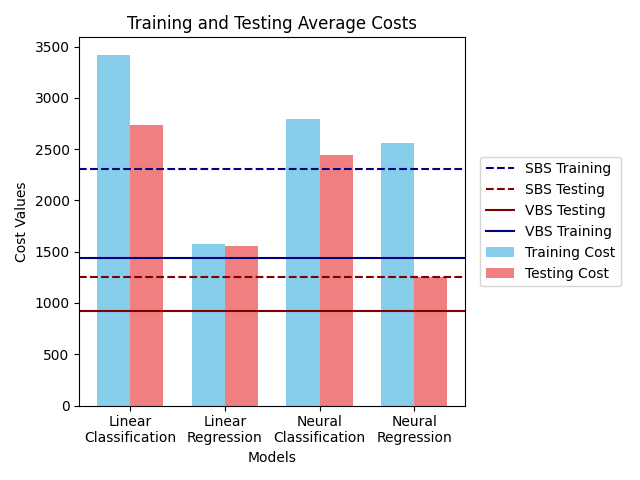 Training and Testing Average Costs
3500
3000
2500
2000
1500
1000
500
0
Cost Values
Linear
Classification
Linear
Regression
Neural
Classification
Neural
Regression
Models
SBS Training
SBS Testing
VBS Testing
VBS Training
Training Cost
Testing Cost